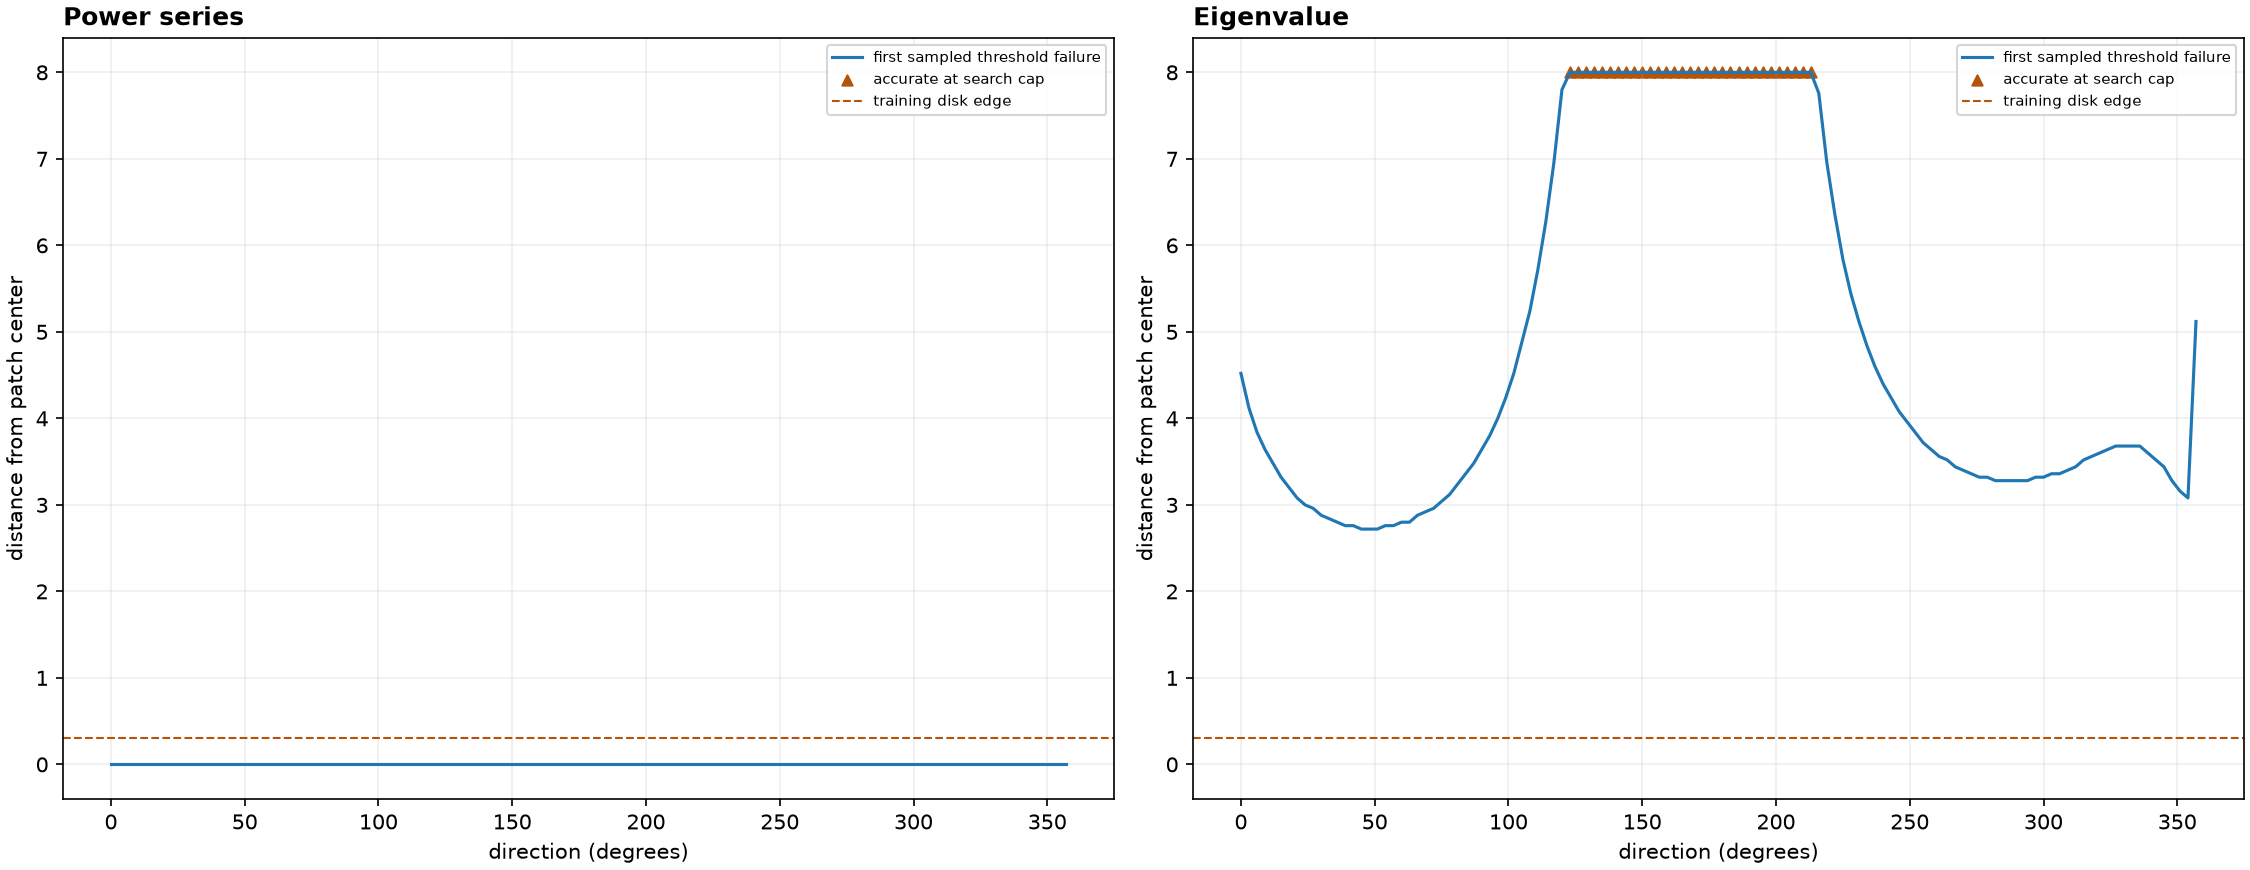 Power series
first sampled threshold failure
accurate at search cap
training disk edge
distance from patch center
8
7
6
5
4
3
2
1
0
0 50 100 150 200 250 300 350
direction (degrees)
Eigenvalue
first sampled threshold failure
accurate at search cap
training disk edge
distance from patch center
8
7
6
5
4
3
2
1
0
0 50 100 150 200 250 300 350
direction (degrees)